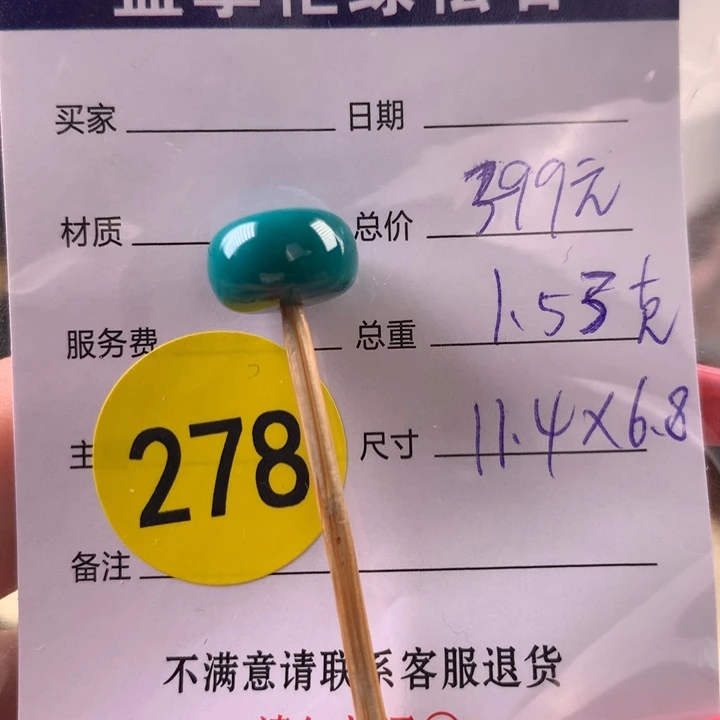 买家 日期
材质 总价 399元
服务费 总重 1.53克
主 尺寸 11.4×6.8
278
备注
不满意请联系客服退货